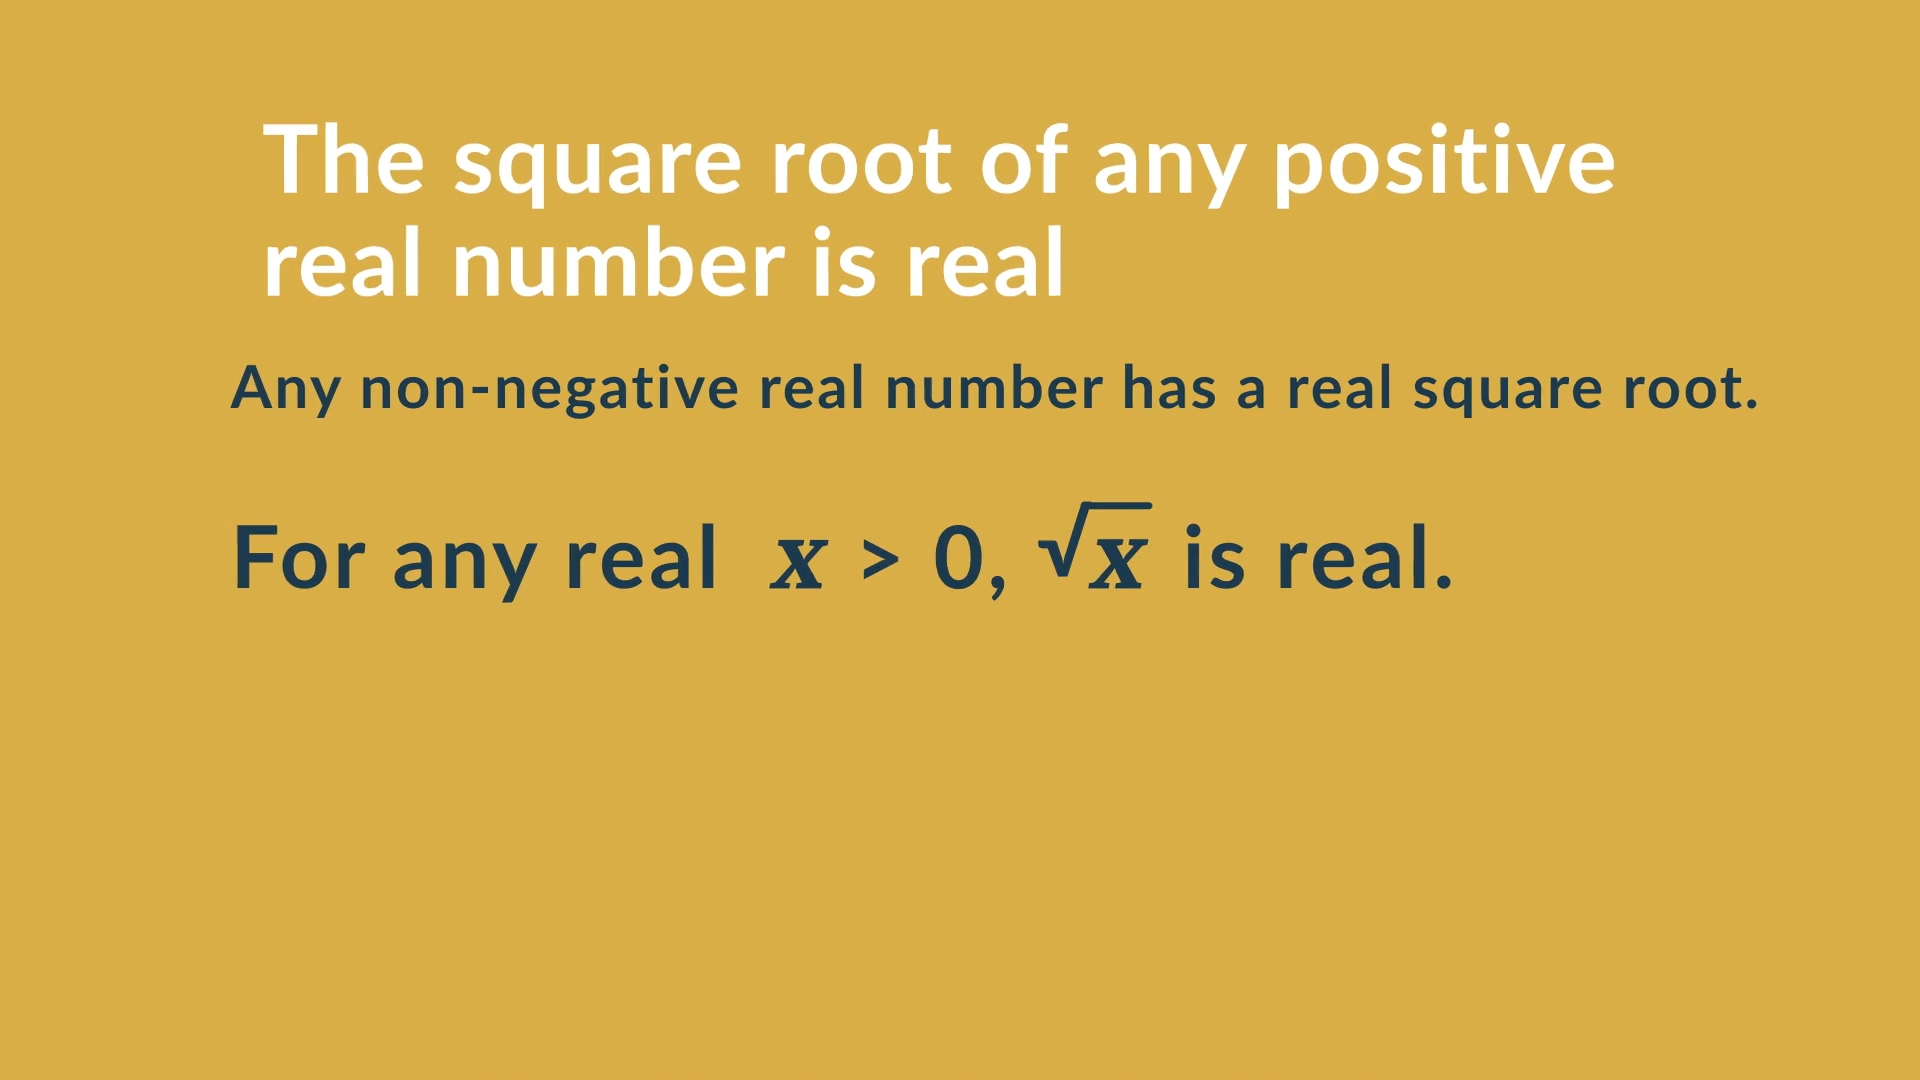 The square root of any positive
real number is real
Any non-negative real number has a real square root.
For any real x > 0, √x is real.